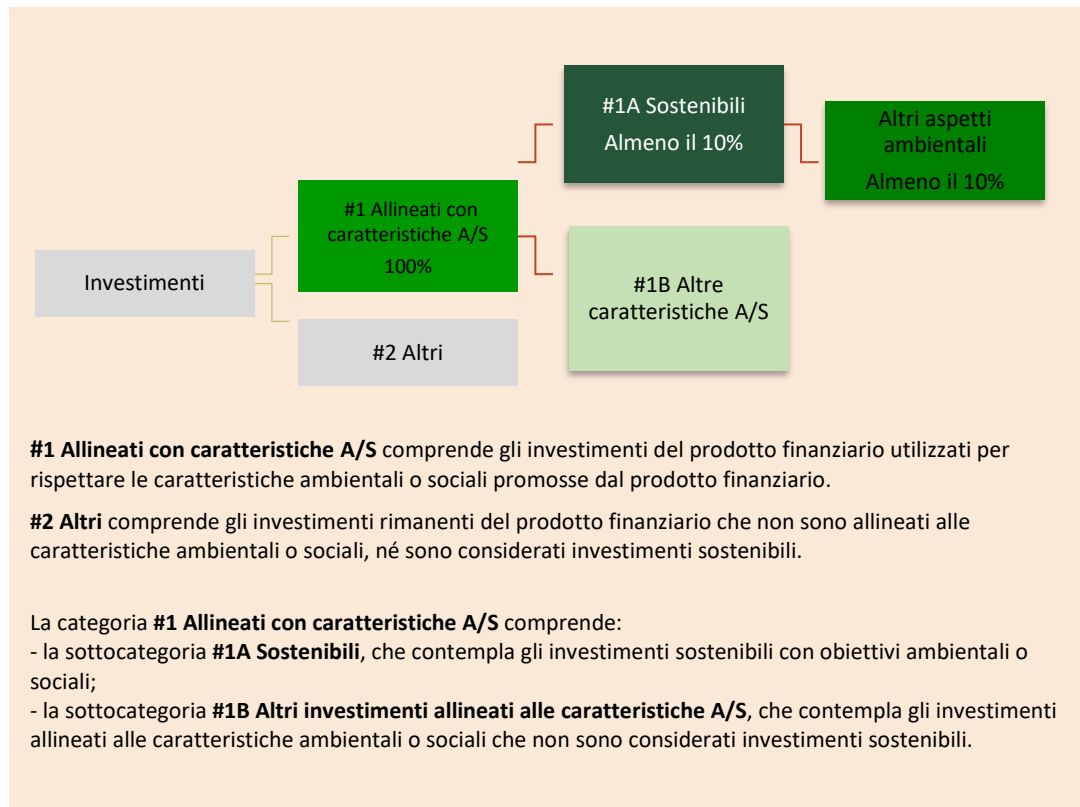 #1A Sostenibili
Almeno il 10%
Altri aspetti
ambientali
Almeno il 10%
#1 Allineati con
caratteristiche A/S
100%
Investimenti
#1B Altre
caratteristiche A/S
#2 Altri
#1 Allineati con caratteristiche A/S comprende gli investimenti del prodotto finanziario utilizzati per
rispettare le caratteristiche ambientali o sociali promosse dal prodotto finanziario.
#2 Altri comprende gli investimenti rimanenti del prodotto finanziario che non sono allineati alle
caratteristiche ambientali o sociali, né sono considerati investimenti sostenibili.
La categoria #1 Allineati con caratteristiche A/S comprende:
- la sottocategoria #1A Sostenibili, che contempla gli investimenti sostenibili con obiettivi ambientali o
sociali;
- la sottocategoria #1B Altri investimenti allineati alle caratteristiche A/S, che contempla gli investimenti
allineati alle caratteristiche ambientali o sociali che non sono considerati investimenti sostenibili.